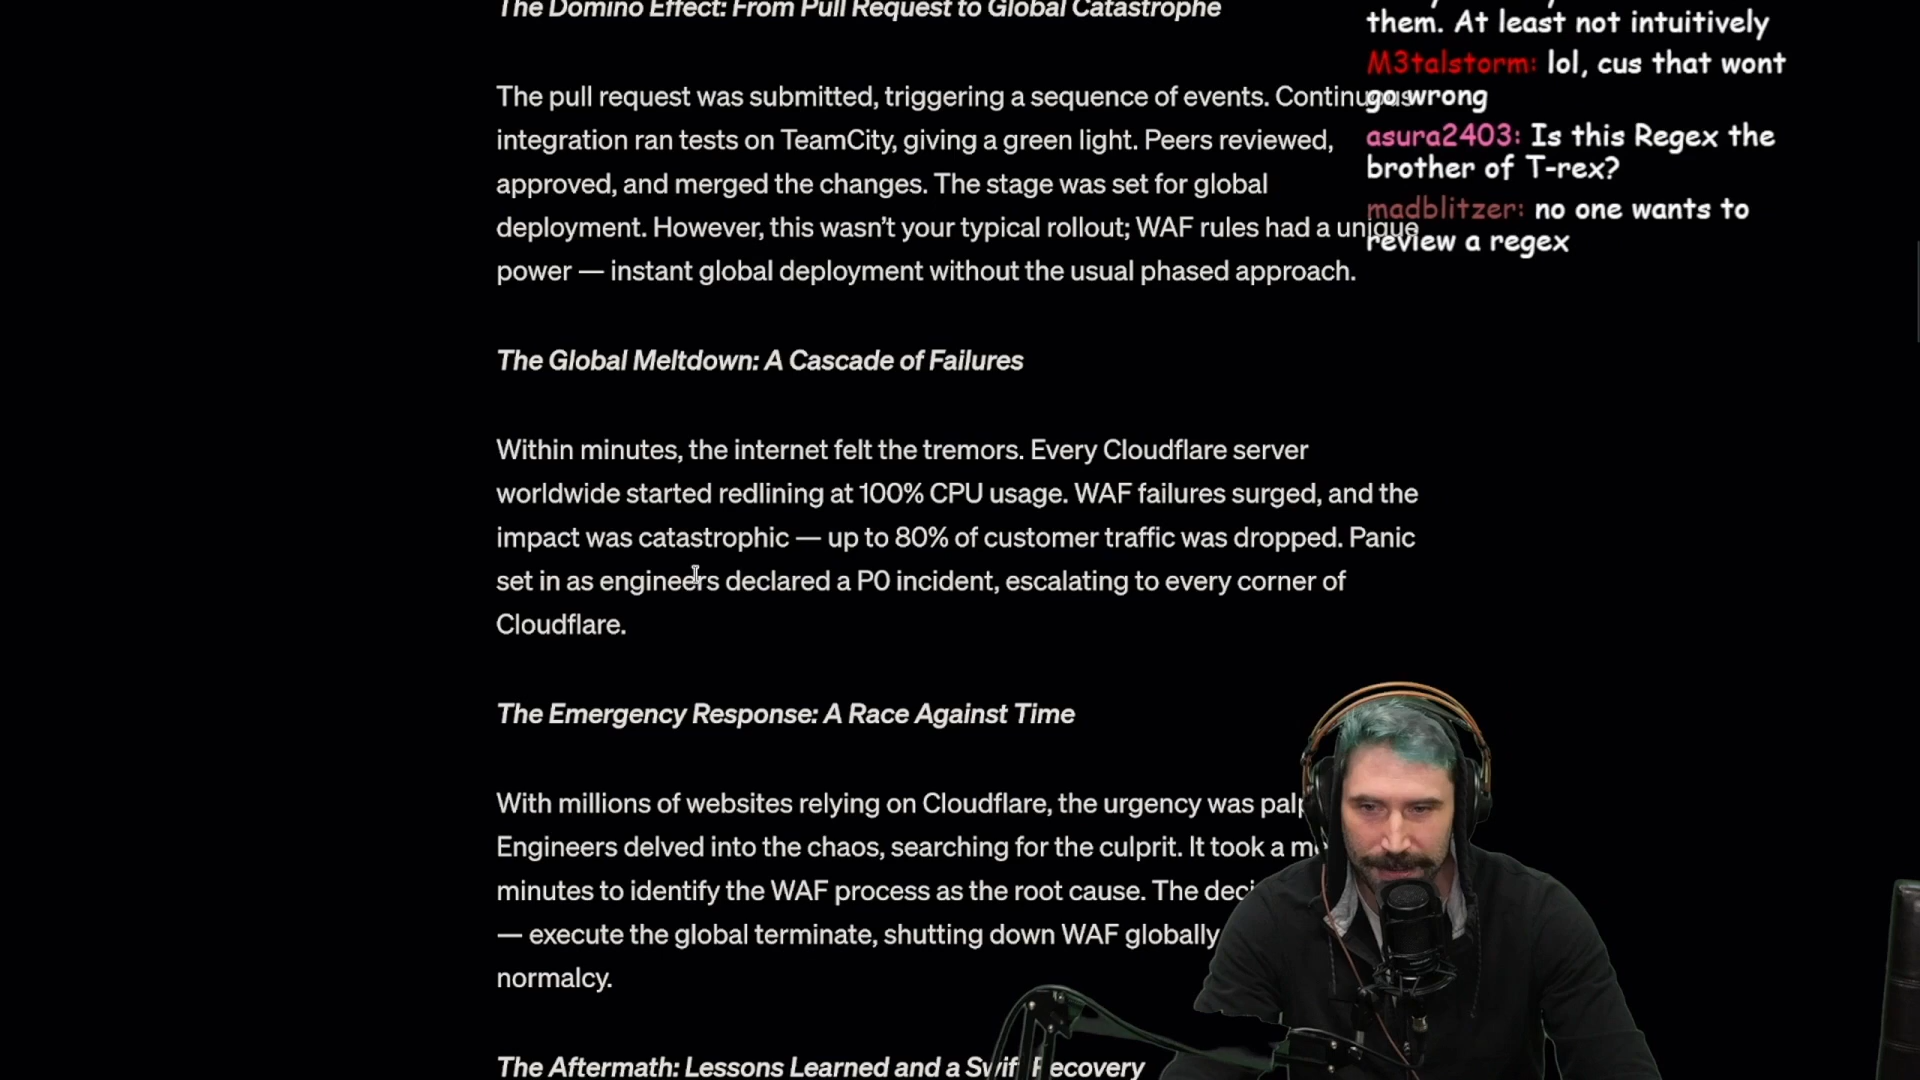 The Domino Effect: From Pull Request to Global Catastrophe
The pull request was submitted, triggering a sequence of events. Continuous
integration ran tests on TeamCity, giving a green light. Peers reviewed,
approved, and merged the changes. The stage was set for global
deployment. However, this wasn’t your typical rollout; WAF rules had a unique
power — instant global deployment without the usual phased approach.
The Global Meltdown: A Cascade of Failures
Within minutes, the internet felt the tremors. Every Cloudflare server
worldwide started redlining at 100% CPU usage. WAF failures surged, and the
impact was catastrophic — up to 80% of customer traffic was dropped. Panic
set in as engineers declared a P0 incident, escalating to every corner of
Cloudflare.
The Emergency Response: A Race Against Time
With millions of websites relying on Cloudflare, the urgency was
Engineers delved into the chaos, searching for the culprit. It took a
minutes to identify the WAF process as the root cause. The
— execute the global terminate, shutting down WAF globally
normalcy.
The Aftermath: Lessons Learned and a Swift Recovery
them. At least not intuitively
M3talstorm: lol, cus that wont
go wrong
asura2403: Is this Regex the
brother of T-rex?
madblitzer: no one wants to
review a regex